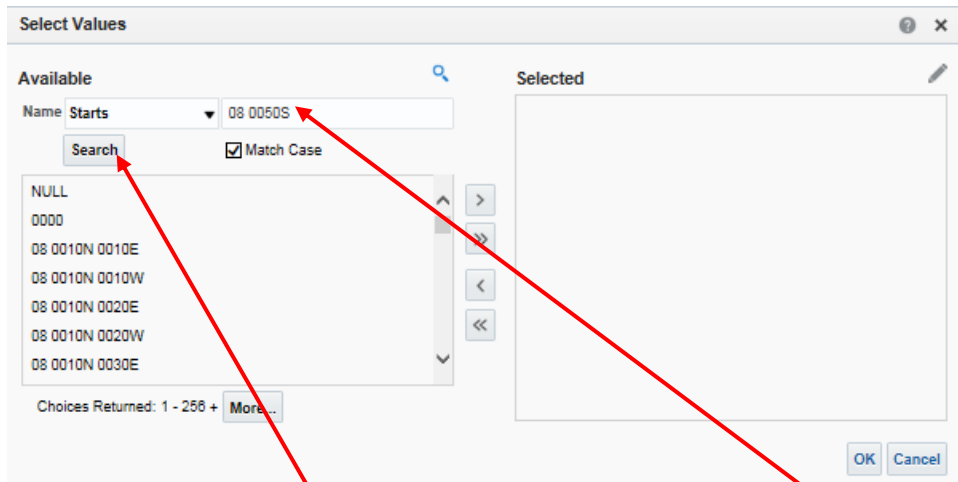 Select Values
Available
Selected
Name Starts 08 0050S
Search Match Case
NULL
0000
08 0010N 0010E
08 0010N 0010W
08 0010N 0020E
08 0010N 0020W
08 0010N 0030E
Choices Returned: 1 - 256 + More...
OK Cancel